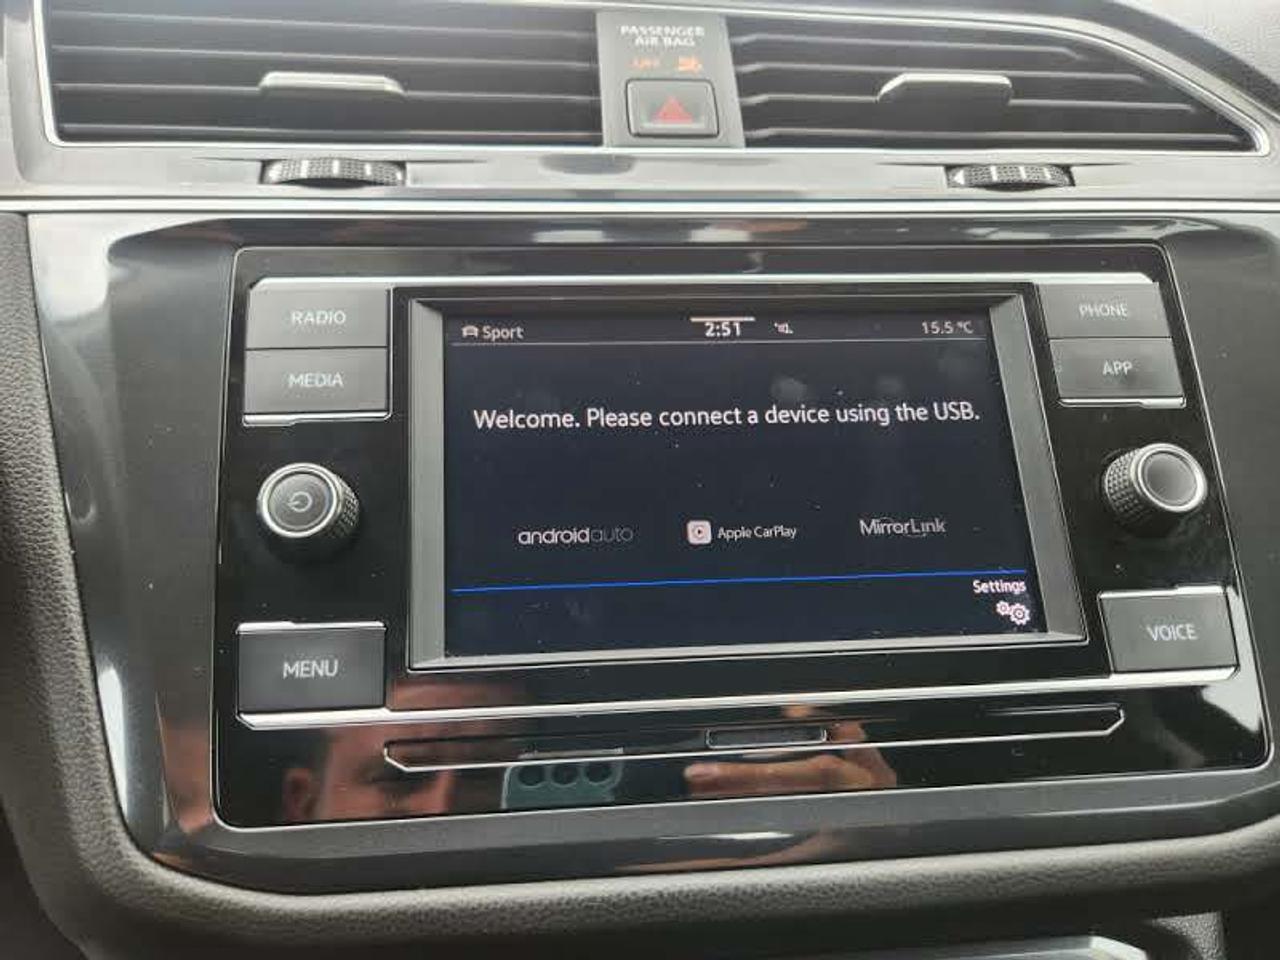 PASSENGER
AIR BAG
OFF
RADIO
MEDIA
PHONE
APP
Sport
2:51
15.5 °C
Welcome. Please connect a device using the USB.
androidauto
Apple CarPlay
MirrorLink
Settings
MENU
VOICE